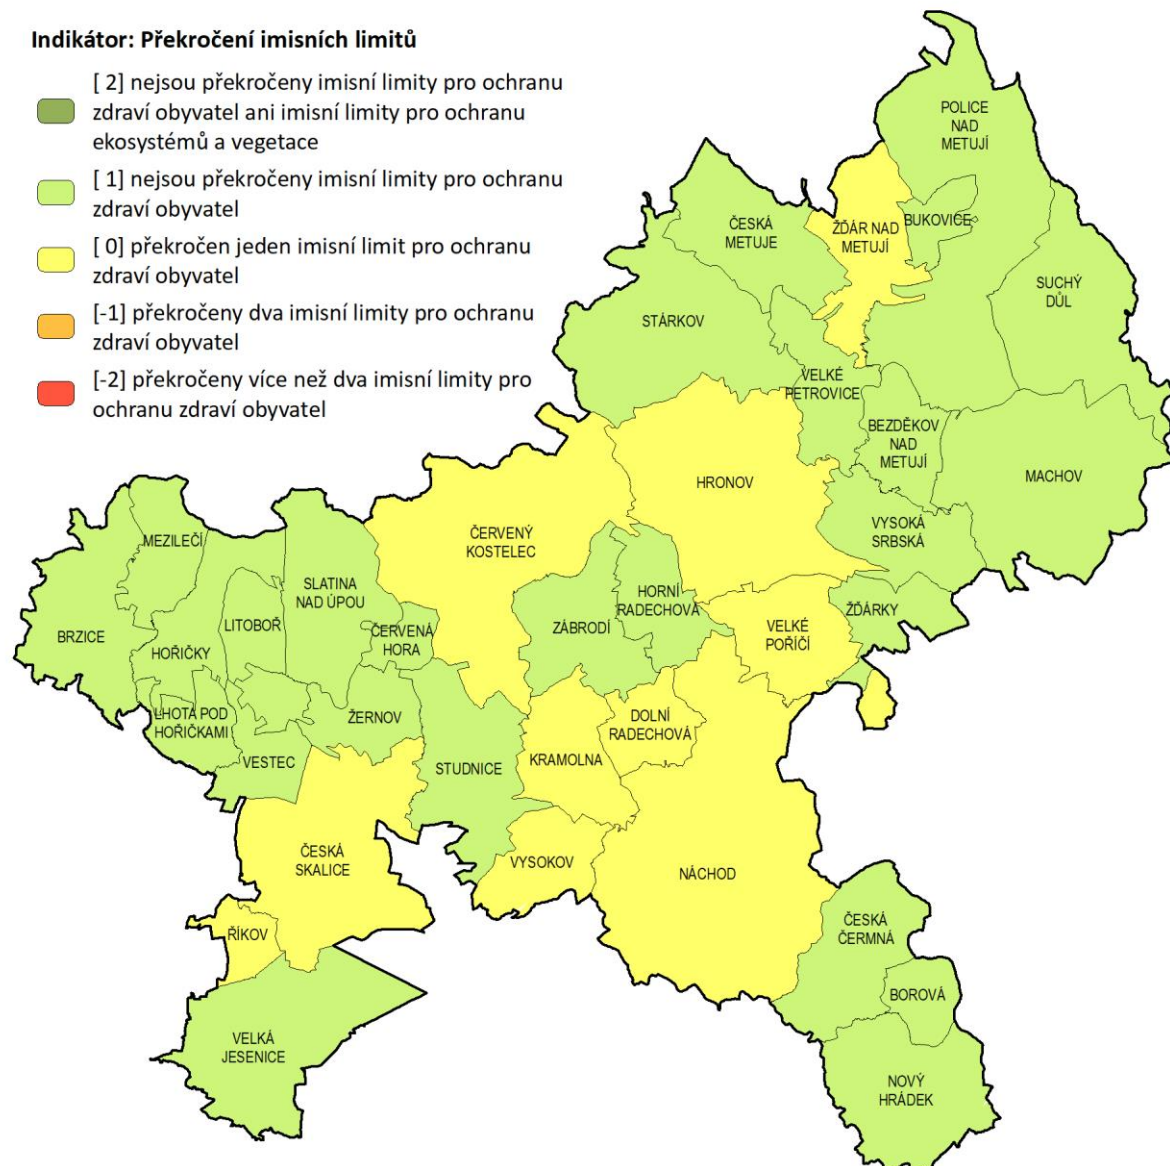 Indikátor: Překročení imisních limitů
[ 2] nejsou překročeny imisní limity pro ochranu
zdraví obyvatel ani imisní limity pro ochranu
ekosystémů a vegetace
[ 1] nejsou překročeny imisní limity pro ochranu
zdraví obyvatel
[ 0] překročen jeden imisní limit pro ochranu
zdraví obyvatel
[-1] překročeny dva imisní limity pro ochranu
zdraví obyvatel
[-2] překročeny více než dva imisní limity pro
ochranu zdraví obyvatel
POLICE
NAD
METUJÍ
ČESKÁ
METUJE
ŽĎÁR NAD
METUJÍ
BUKOVICE
SUCHÝ
DŮL
STÁRKOV
VELKÉ
PETROVICE
BEZDĚKOV
NAD
METUJÍ
MACHOV
HRONOV
VYSOKÁ
SRBSKÁ
ČERVENÝ
KOSTELEC
MEZILEČÍ
SLATINA
NAD ÚPOU
HORNÍ
RADECHOVÁ
ŽĎÁRKY
BRZICE
HOŘIČKY
LITOBOŘ
ČERVENÁ
HORA
ZÁBRODÍ
VELKÉ
POŘÍČÍ
LHOTA POD
HOŘIČKAMI
ŽERNOV
DOLNÍ
RADECHOVÁ
VESTEC
STUDNICE
KRAMOLNA
ČESKÁ
SKALICE
VYSOKOV
NÁCHOD
ŘÍKOV
ČESKÁ
ČERMNÁ
BOROVÁ
VELKÁ
JESENICE
NOVÝ
HRÁDEK